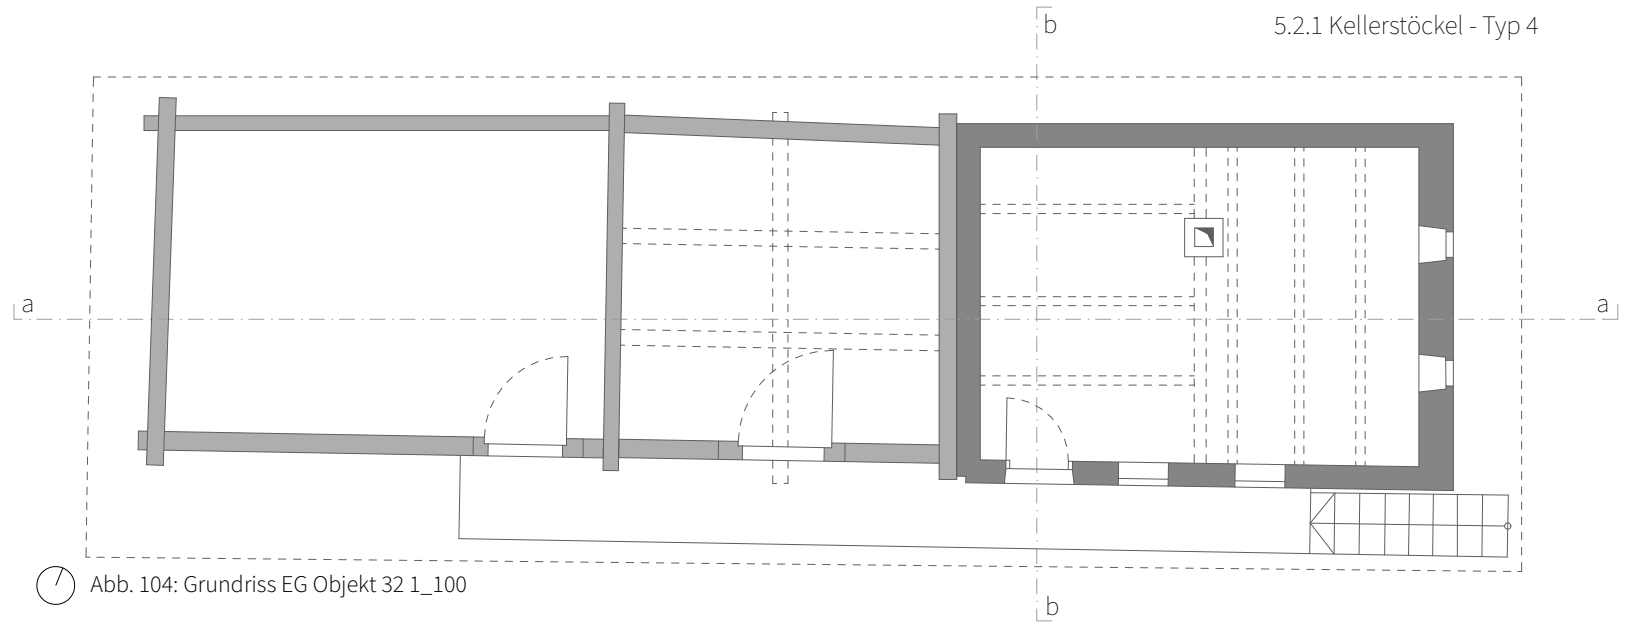 b
5.2.1 Kellerstöckel - Typ 4
a
a
Abb. 104: Grundriss EG Objekt 32 1_100
b